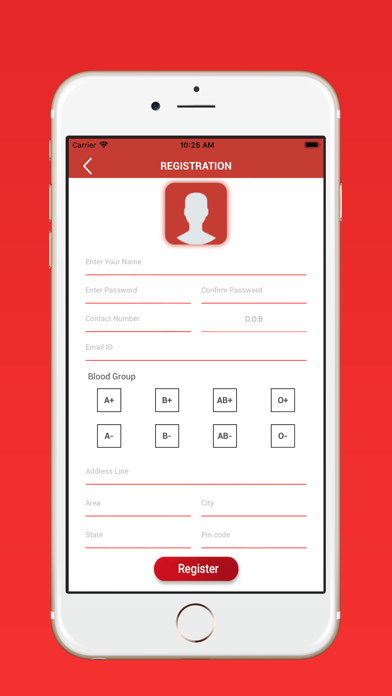 Carrier 10:25 AM
REGISTRATION
Enter Your Name
Enter Password Confirm Password
Contact Number D.O.B
Email ID
Blood Group
A+ B+ AB+ O+
A- B- AB- O-
Address Line
Area City
State Pin code
Register